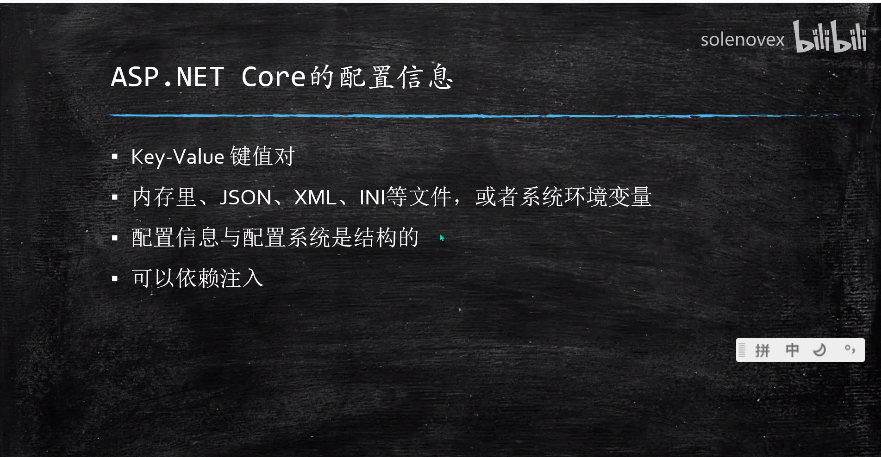 solenovex bilibili
ASP.NET Core的配置信息
▪ Key-Value 键值对
▪ 内存里、JSON、XML、INI等文件，或者系统环境变量
▪ 配置信息与配置系统是结构的
▪ 可以依赖注入
拼 中